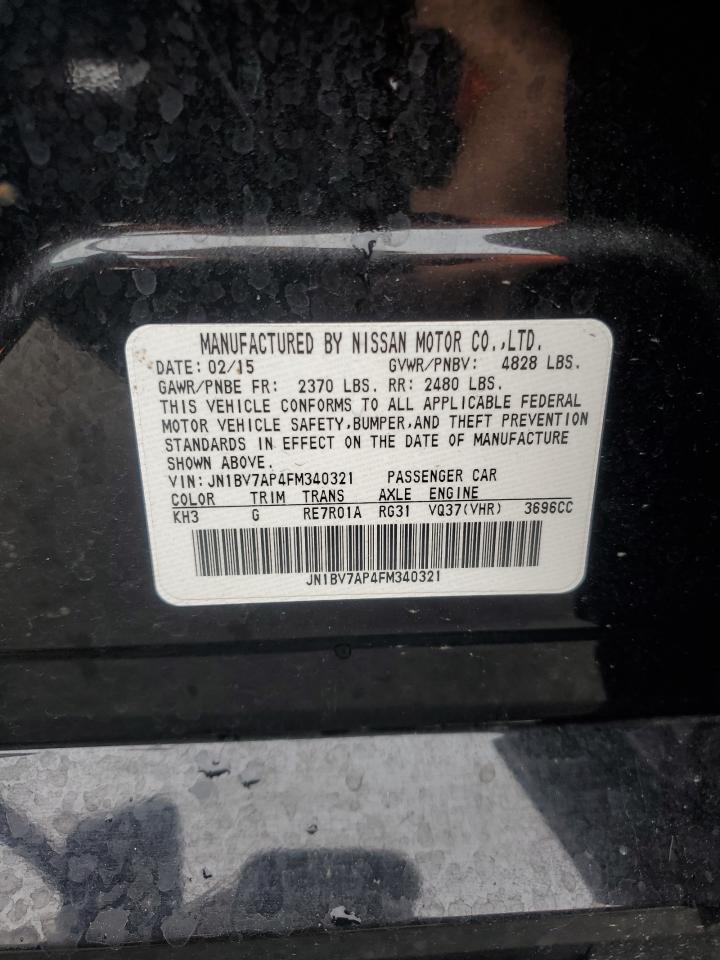 MANUFACTURED BY NISSAN MOTOR CO.,LTD.
DATE: 02/15 GVWR/PNBV: 4828 LBS.
GAWR/PNBE FR: 2370 LBS. RR: 2480 LBS.
THIS VEHICLE CONFORMS TO ALL APPLICABLE FEDERAL
MOTOR VEHICLE SAFETY,BUMPER,AND THEFT PREVENTION
STANDARDS IN EFFECT ON THE DATE OF MANUFACTURE
SHOWN ABOVE.
VIN: JN1BV7AP4FM340321 PASSENGER CAR
COLOR TRIM TRANS AXLE ENGINE
KH3 G RE7R01A RG31 VQ37(VHR) 3696CC
JN1BV7AP4FM340321